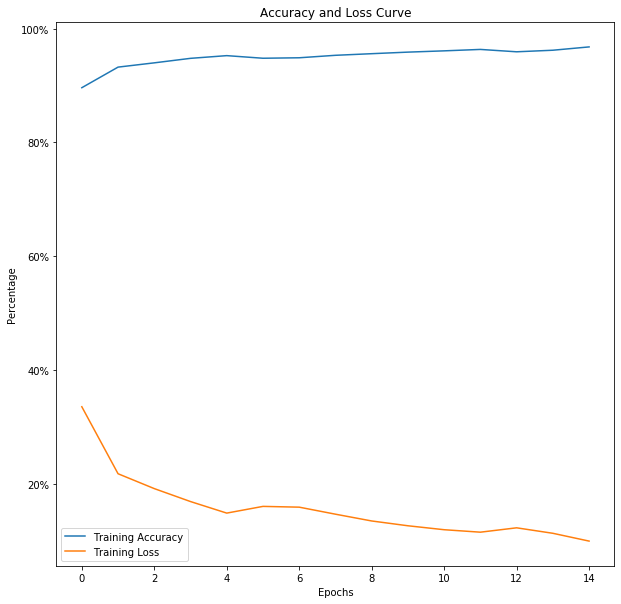 Accuracy and Loss Curve
100%
80%
60%
40%
20%
Percentage
Training Accuracy
Training Loss
0 2 4 6 8 10 12 14
Epochs